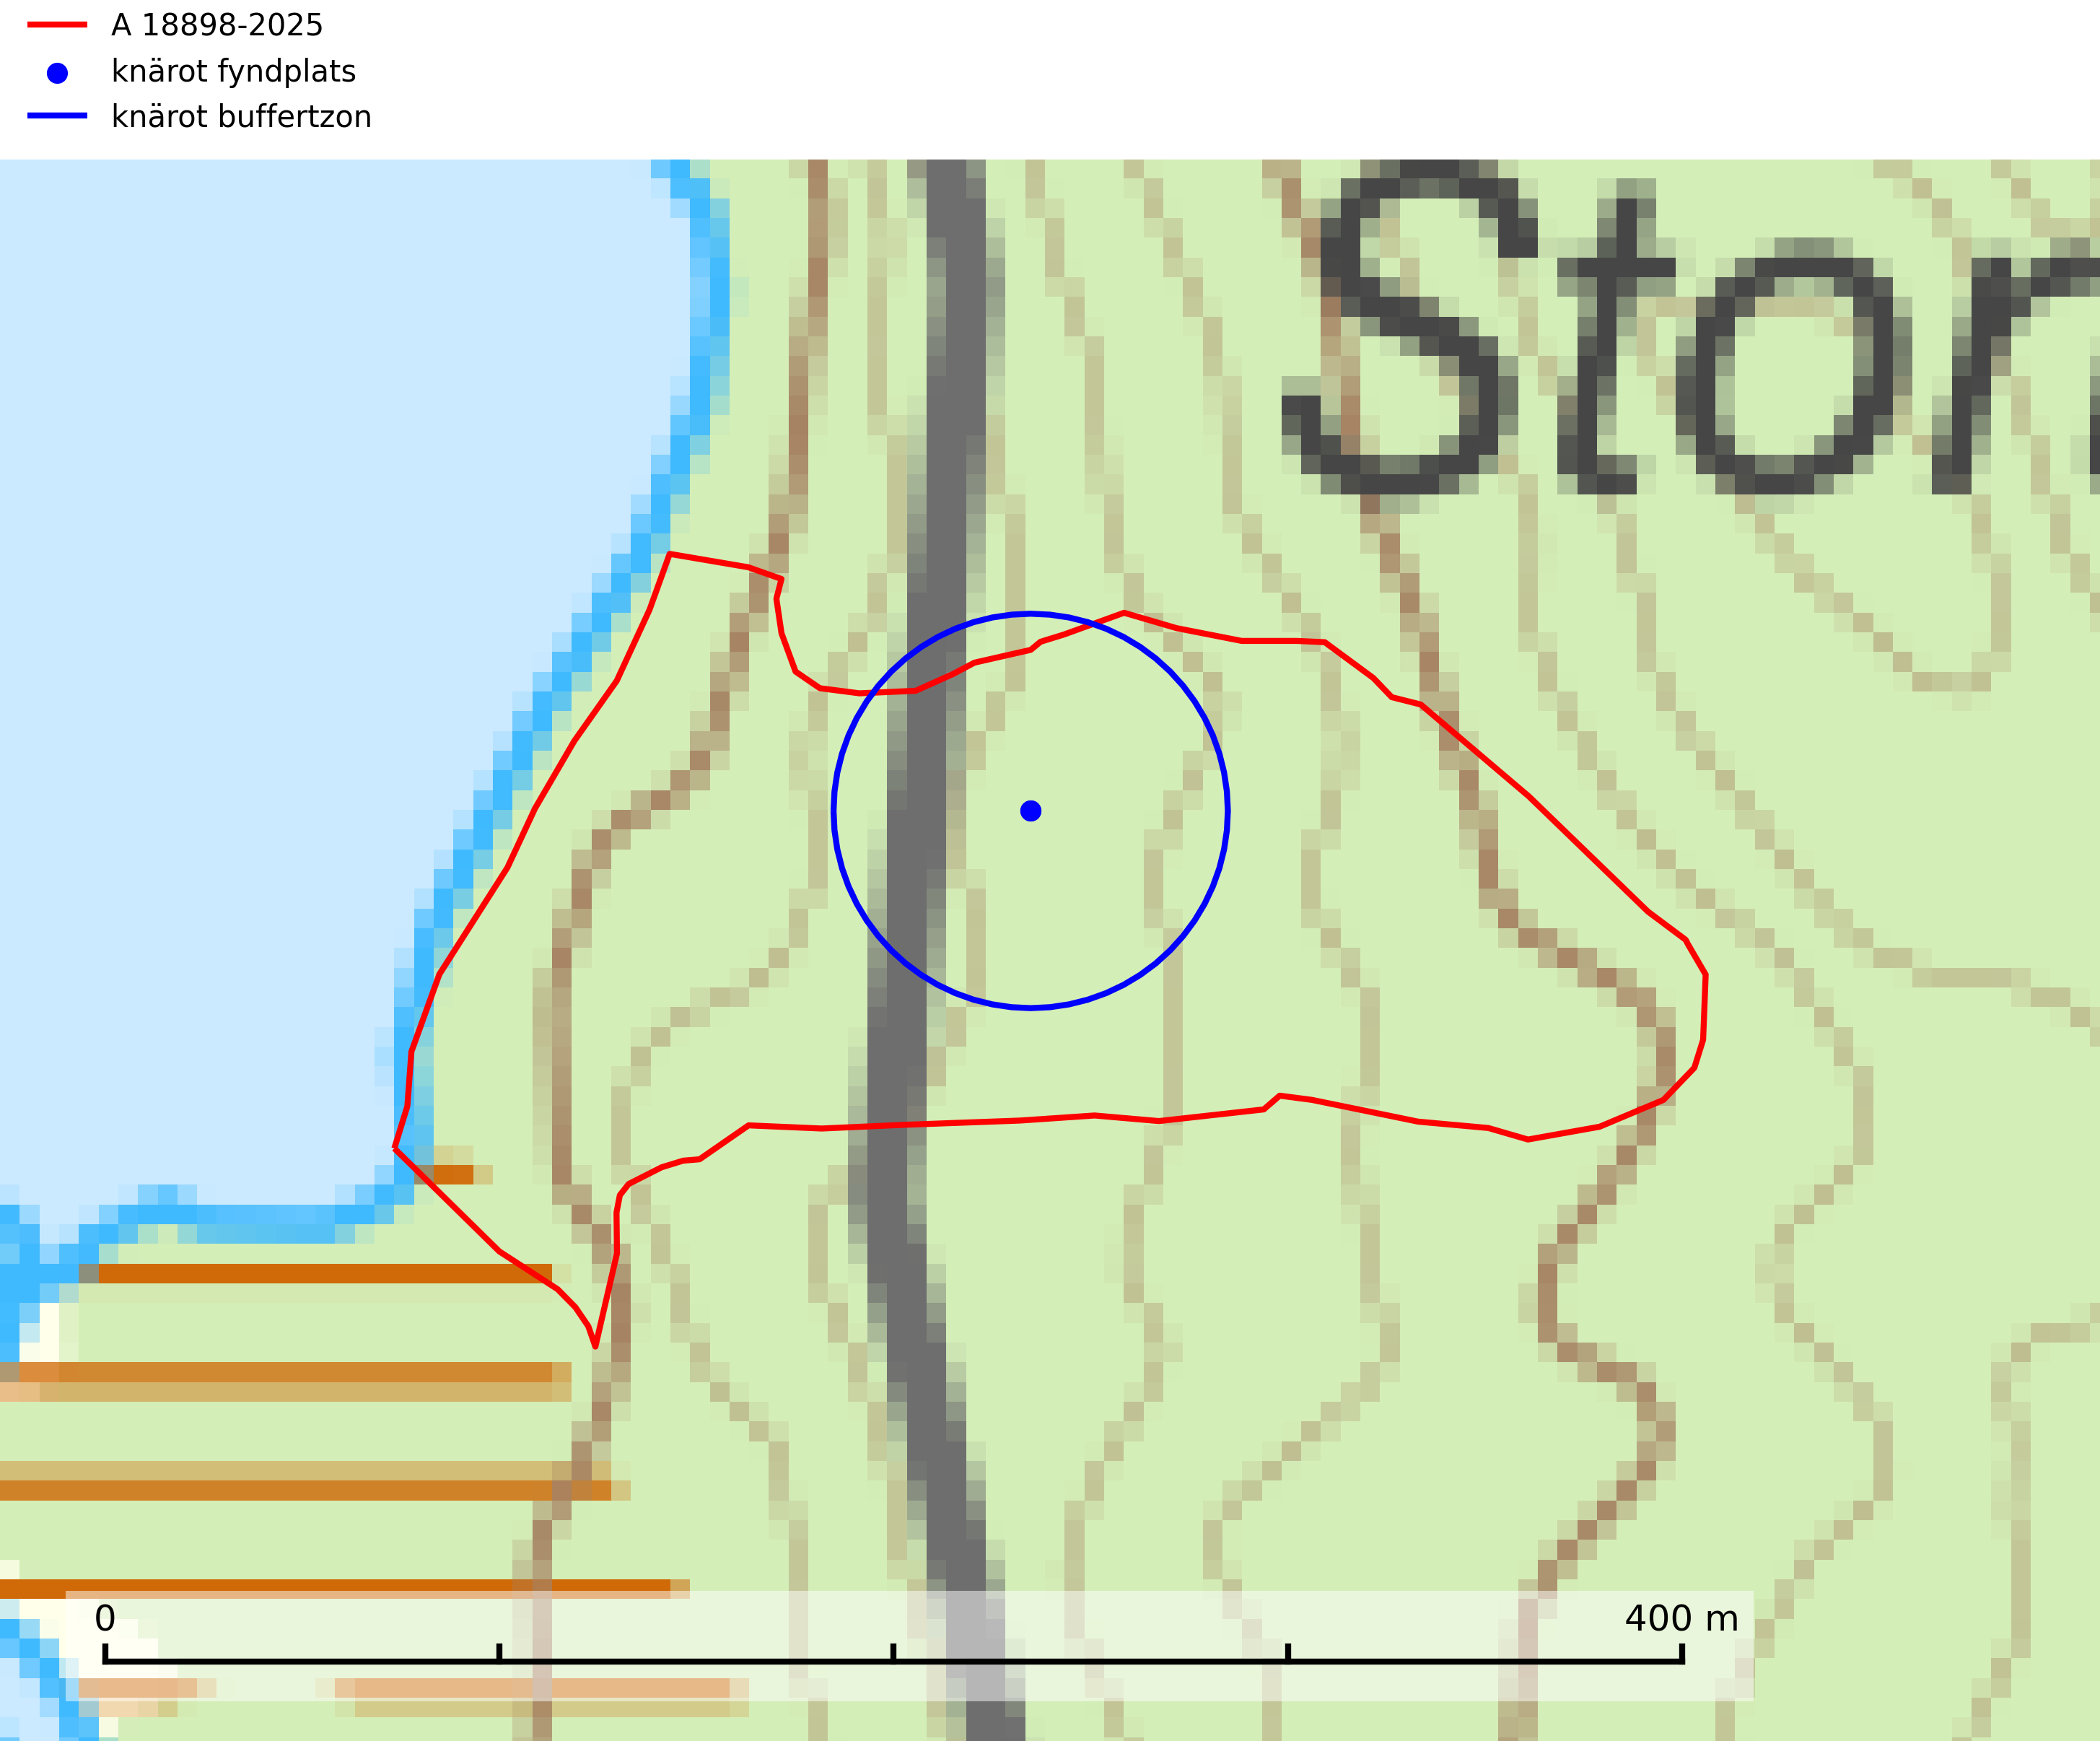 A 18898-2025
knärot fyndplats
knärot buffertzon
Stor
0 400 m